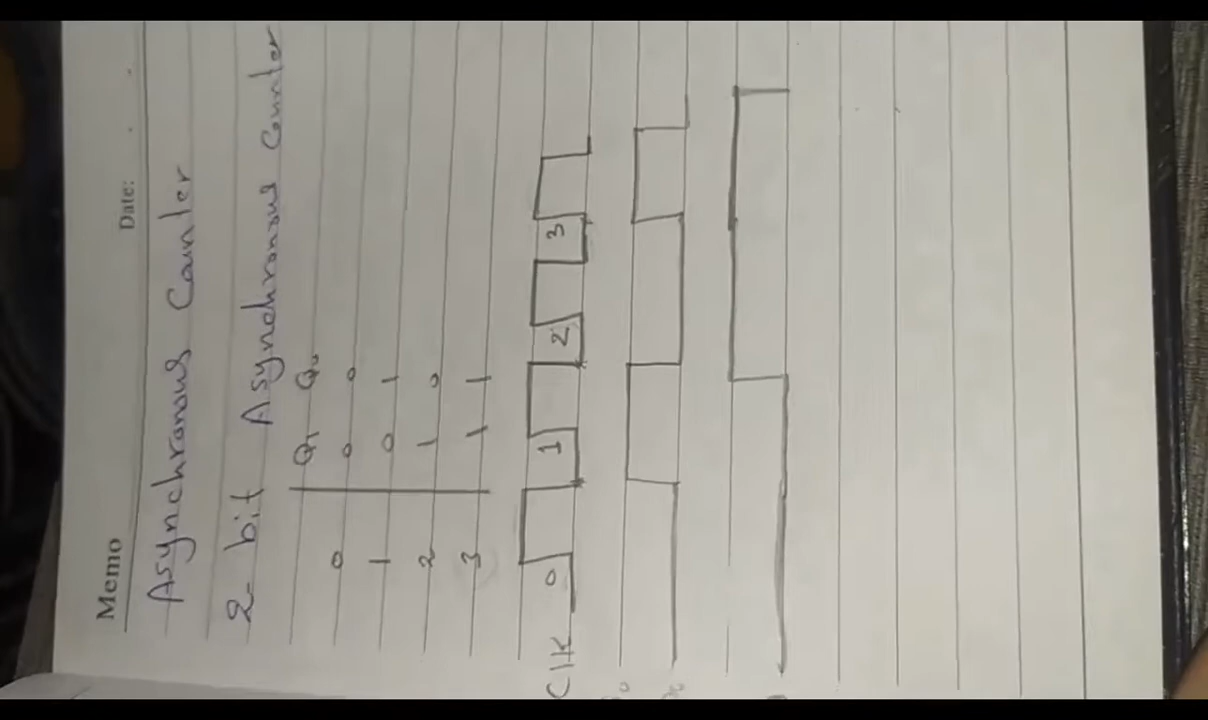 Memo Date:
Asynchronous Counter
2-bit Asynchronous Counter
Q1 Q0
0 0 0
1 0 1
2 1 0
3 1 1
Clk 0 1 2 3